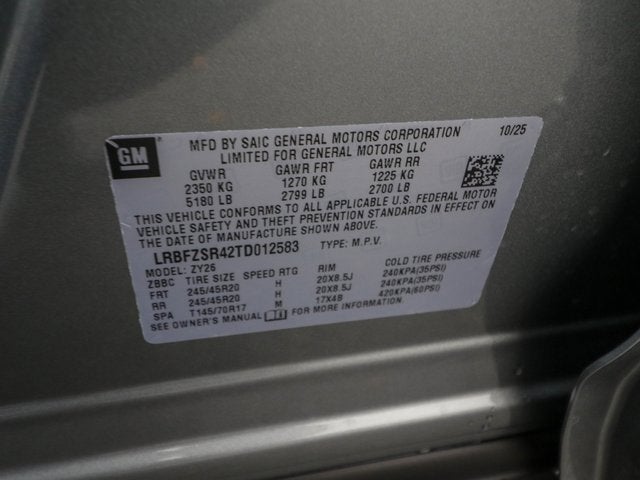 GM
10/25
MFD BY SAIC GENERAL MOTORS CORPORATION
LIMITED FOR GENERAL MOTORS LLC
GVWR GAWR FRT GAWR RR
2350 KG 1270 KG 1225 KG
5180 LB 2799 LB 2700 LB
THIS VEHICLE CONFORMS TO ALL APPLICABLE U.S. FEDERAL MOTOR
VEHICLE SAFETY AND THEFT PREVENTION STANDARDS IN EFFECT ON
THE DATE OF MANUFACTURE SHOWN ABOVE.
LRBFZSR42TD012583 TYPE: M.P.V.
MODEL: ZY26
ZBBC TIRE SIZE SPEED RTG RIM COLD TIRE PRESSURE
FRT 245/45R20 H 20X8.5J 240KPA(35PSI)
RR 245/45R20 H 20X8.5J 240KPA(35PSI)
SPA T145/70R17 M 17X4B 420KPA(60PSI)
SEE OWNER'S MANUAL FOR MORE INFORMATION.